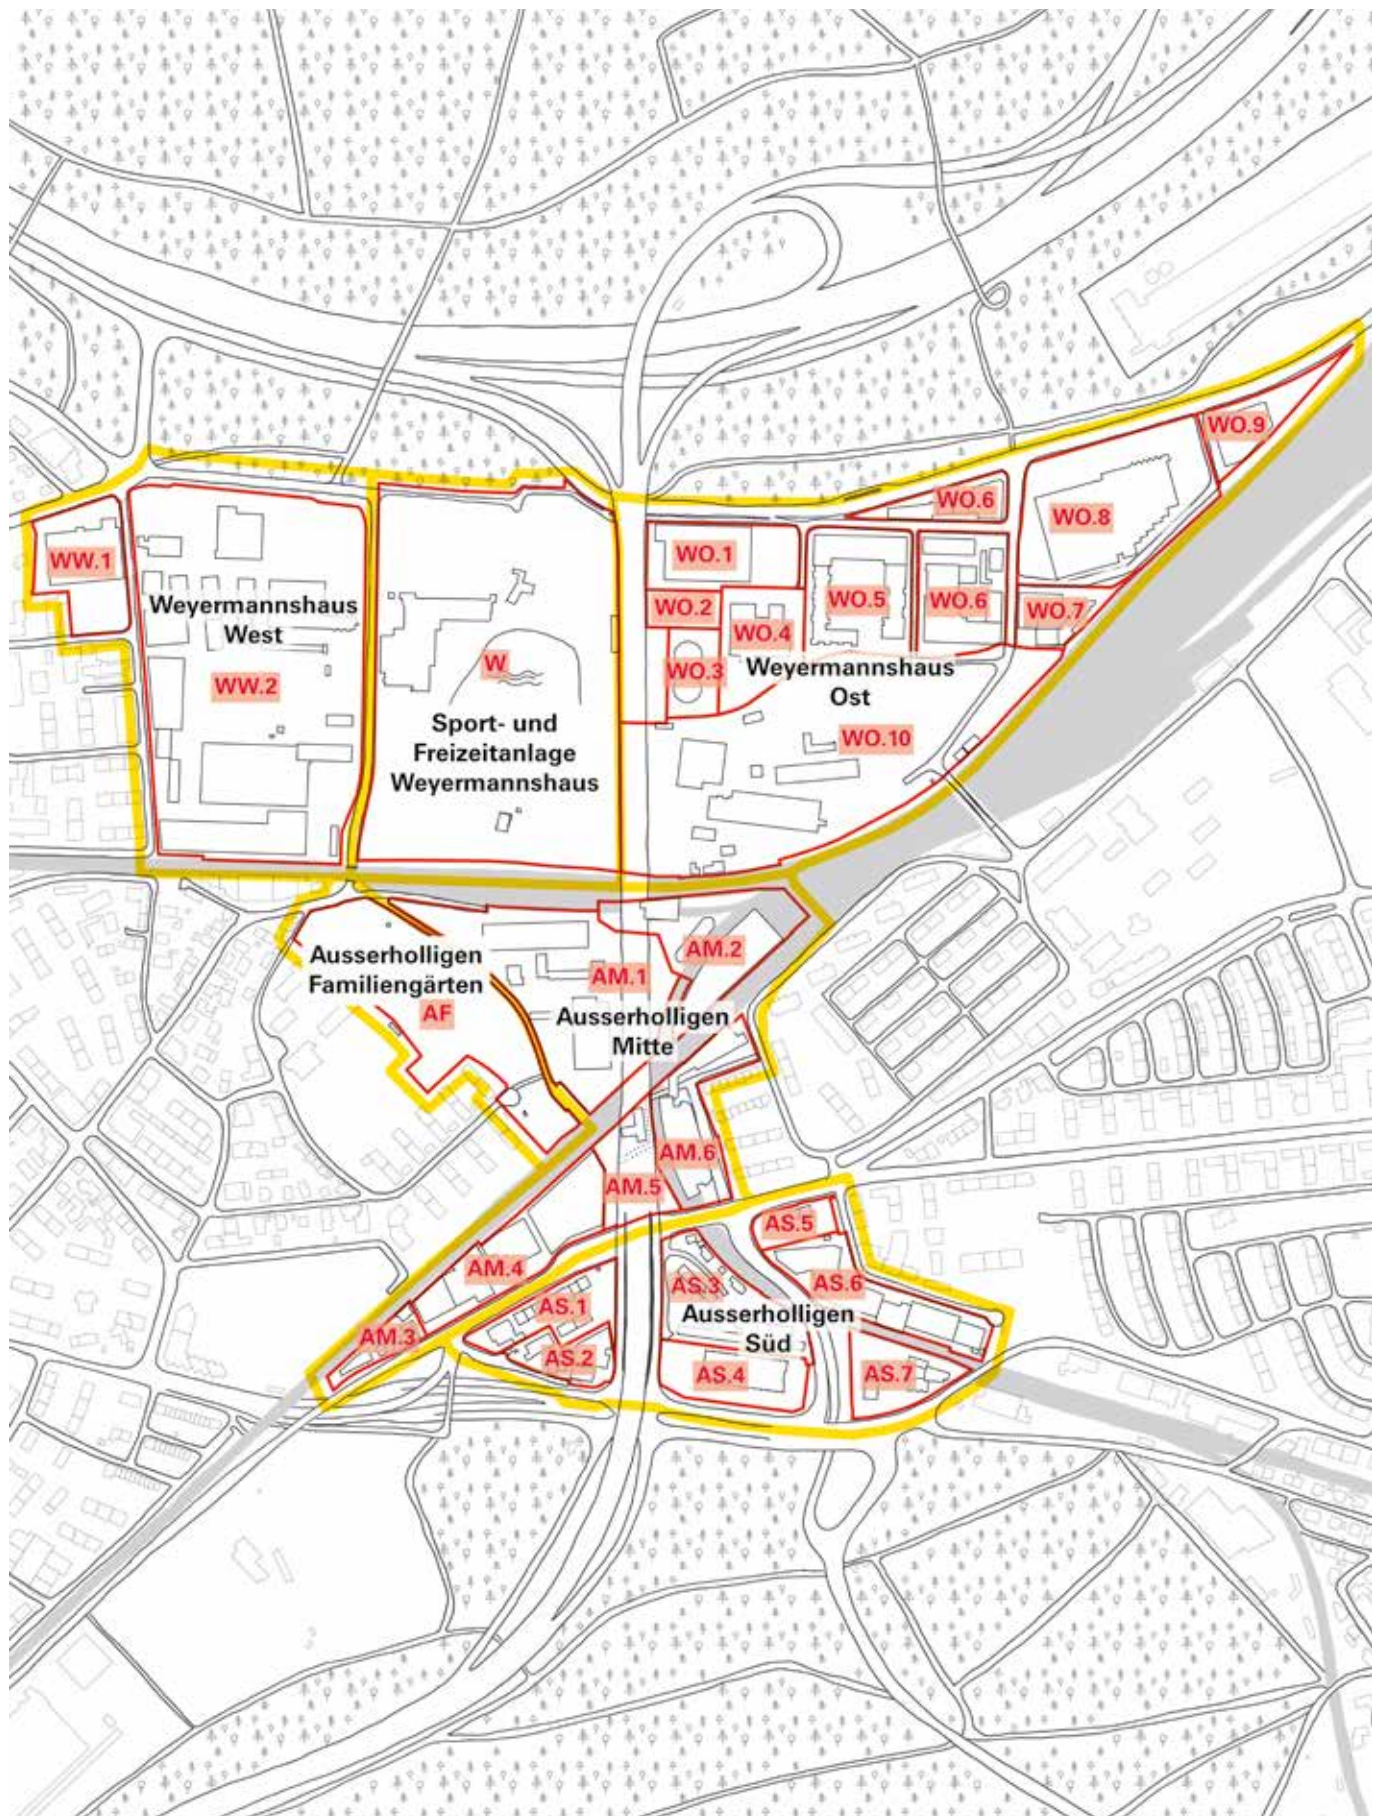 WO.9
WO.6
WO.8
WO.1
WW.1
WO.5
WO.6
WO.2
WO.7
Weyermannshaus
West
WO.4
W
WO.3
Weyermannshaus
Ost
WW.2
Sport- und
Freizeitanlage
Weyermannshaus
WO.10
AM.2
Ausserholligen
Familiengärten
AM.1
AF
Ausserholligen
Mitte
AM.6
AM.5
AS.5
AM.4
AS.3
AS.6
AS.1
Ausserholligen
Süd
AM.3
AS.2
AS.4
AS.7